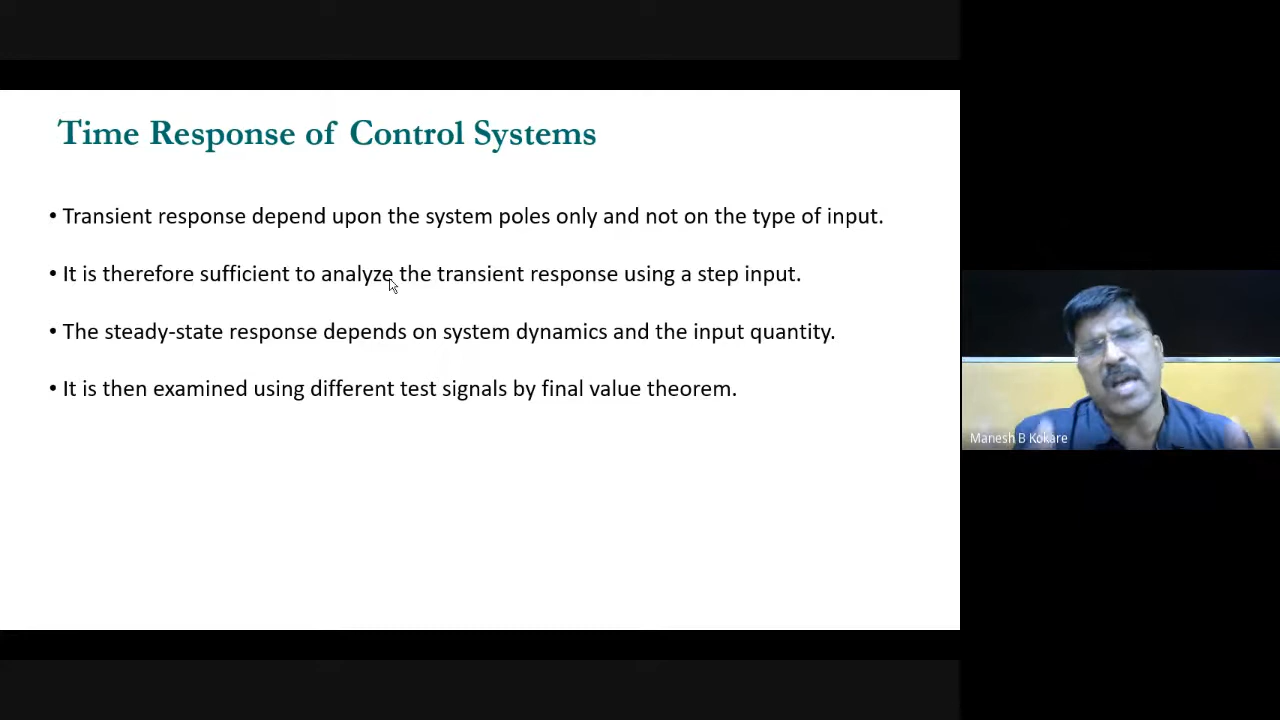 Time Response of Control Systems
• Transient response depend upon the system poles only and not on the type of input.
• It is therefore sufficient to analyze the transient response using a step input.
• The steady-state response depends on system dynamics and the input quantity.
• It is then examined using different test signals by final value theorem.
Manesh B Kokare